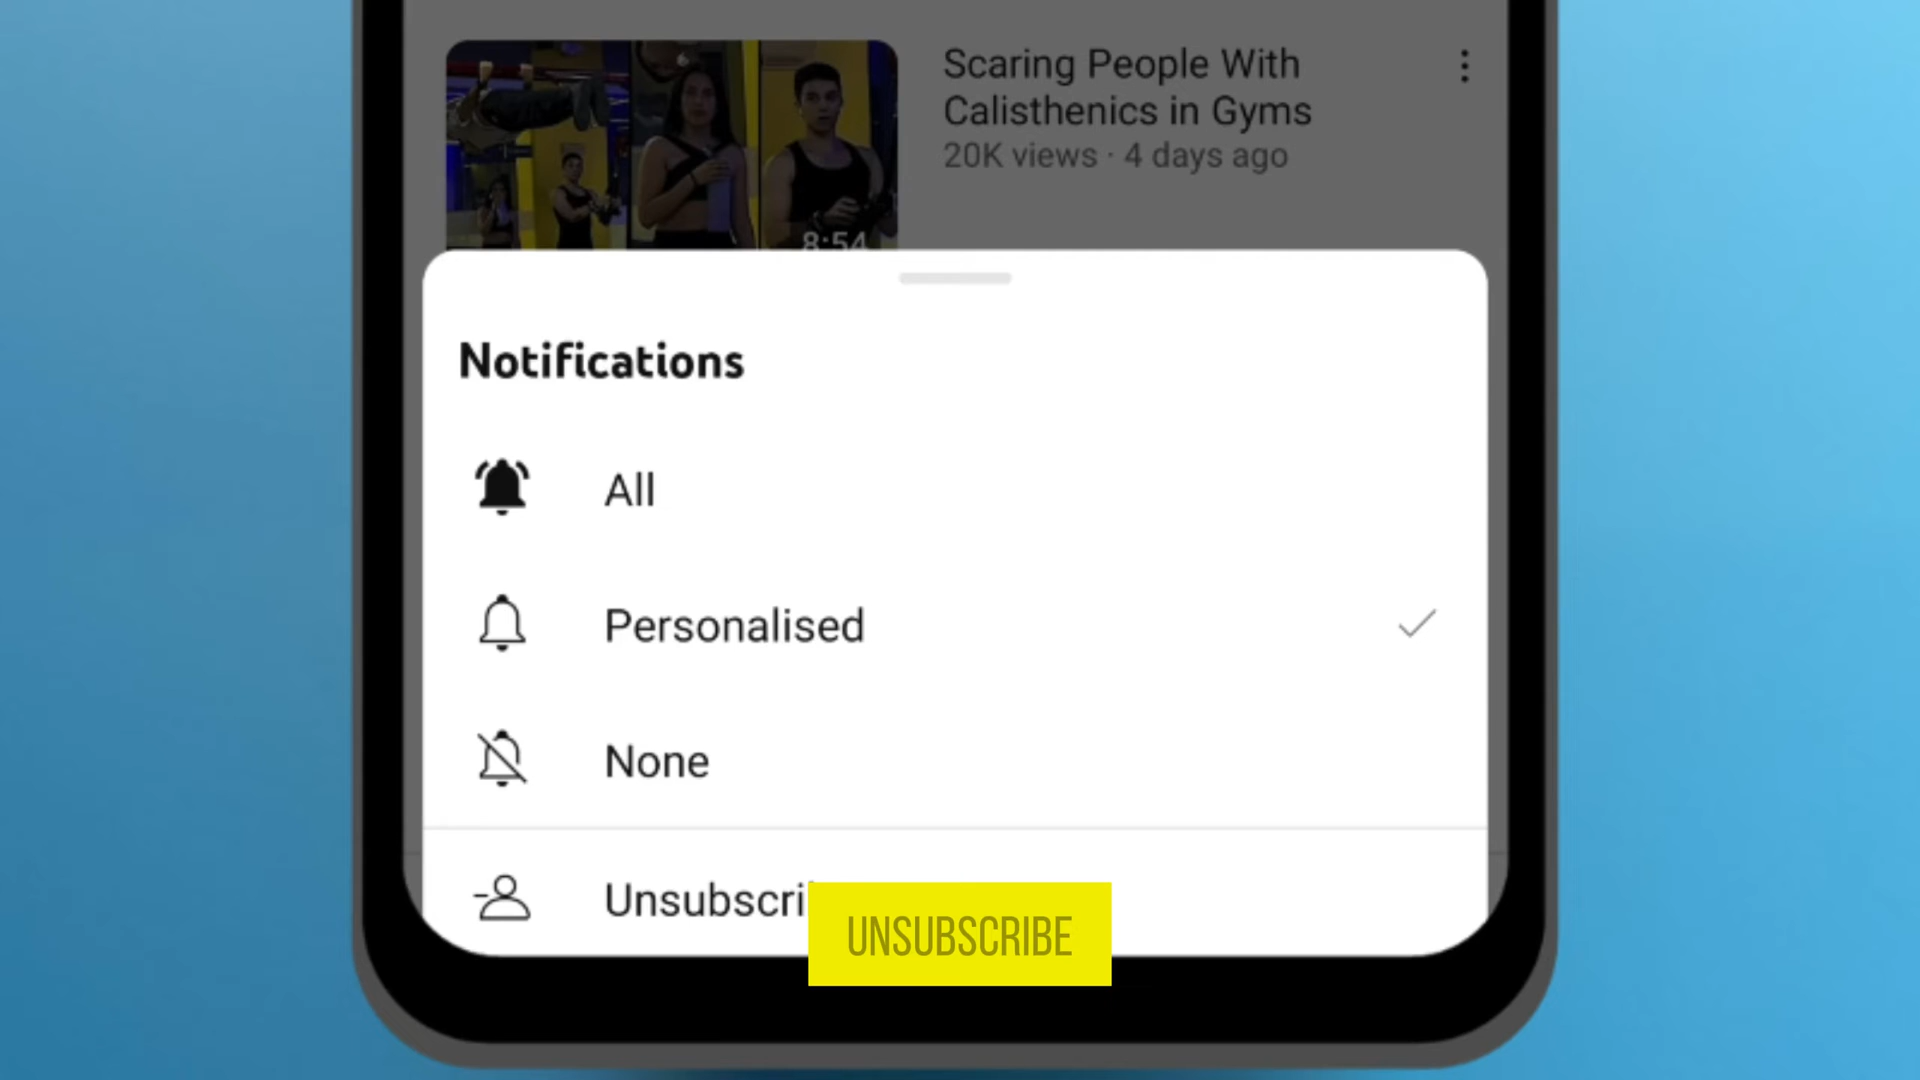 Scaring People With
Calisthenics in Gyms
20K views · 4 days ago
8:54
Notifications
All
Personalised
None
Unsubscri
UNSUBSCRIBE